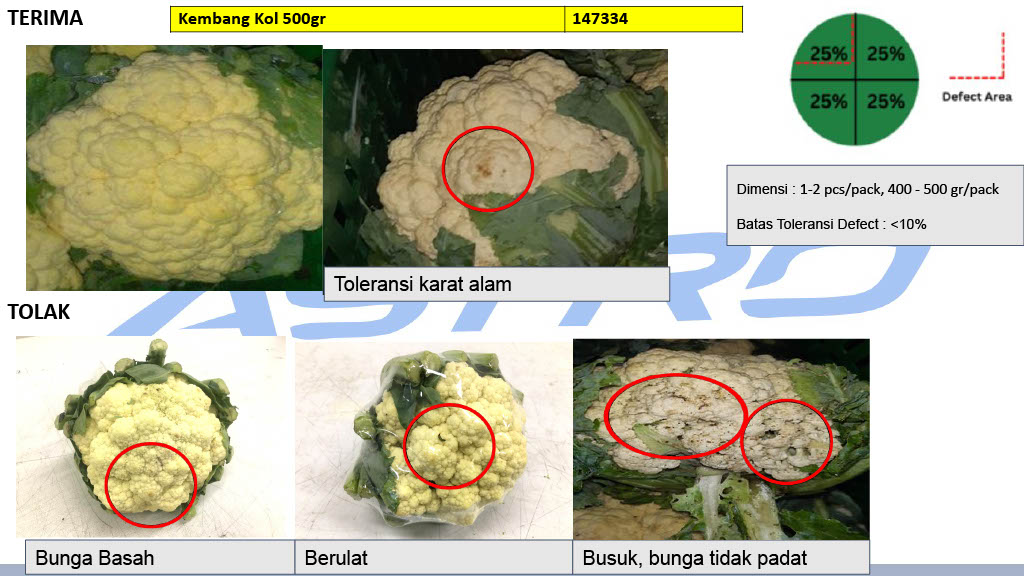 TERIMA
Kembang Kol 500gr 147334
25% 25%
25% 25%
Defect Area
Dimensi : 1-2 pcs/pack, 400 - 500 gr/pack
Batas Toleransi Defect : <10%
Toleransi karat alam
ASTRO
TOLAK
Bunga Basah
Berulat
Busuk, bunga tidak padat